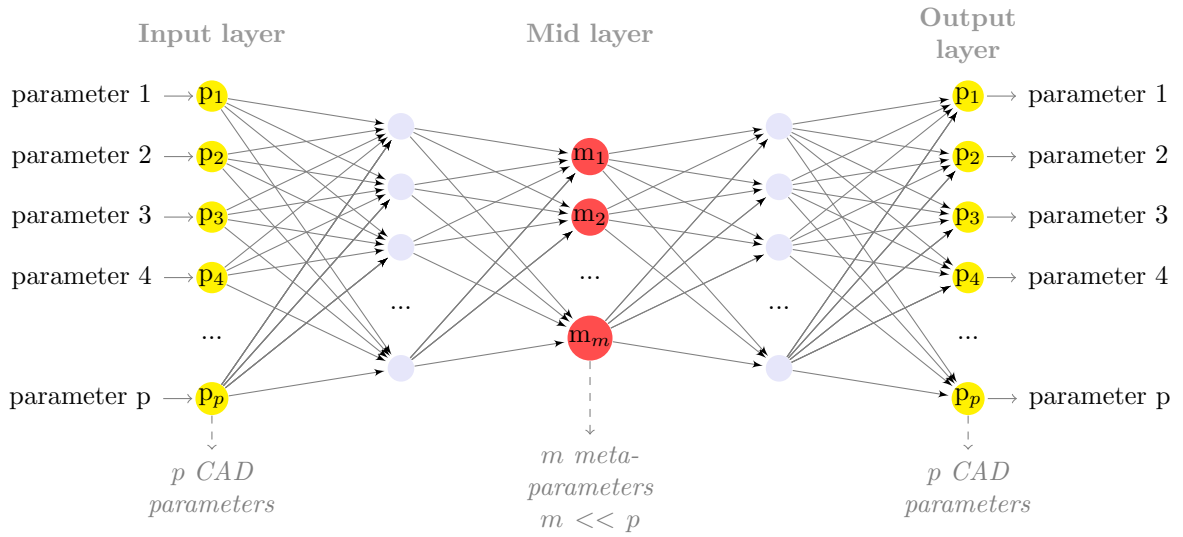 Input layer
Mid layer
Output
layer
parameter 1 p₁ p₁ parameter 1
parameter 2 p₂ m₁ p₂ parameter 2
parameter 3 p₃ m₂ p₃ parameter 3
parameter 4 p₄ ... p₄ parameter 4
...
...
...
mₘ
...
parameter p pₚ pₚ parameter p
p CAD
parameters
m meta-
parameters
m << p
p CAD
parameters